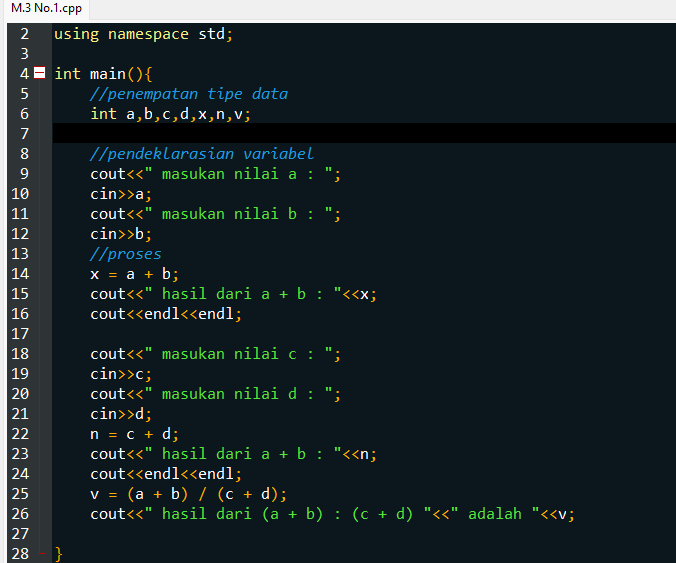 M.3 No.1.cpp
2 using namespace std;
3
4 int main(){
5 //penempatan tipe data
6 int a,b,c,d,x,n,v;
7
8 //pendeklarasian variabel
9 cout<<" masukan nilai a : ";
10 cin>>a;
11 cout<<" masukan nilai b : ";
12 cin>>b;
13 //proses
14 x = a + b;
15 cout<<" hasil dari a + b : "<<x;
16 cout<<endl<<endl;
17
18 cout<<" masukan nilai c : ";
19 cin>>c;
20 cout<<" masukan nilai d : ";
21 cin>>d;
22 n = c + d;
23 cout<<" hasil dari a + b : "<<n;
24 cout<<endl<<endl;
25 v = (a + b) / (c + d);
26 cout<<" hasil dari (a + b) : (c + d) "<<" adalah "<<v;
27
28 }